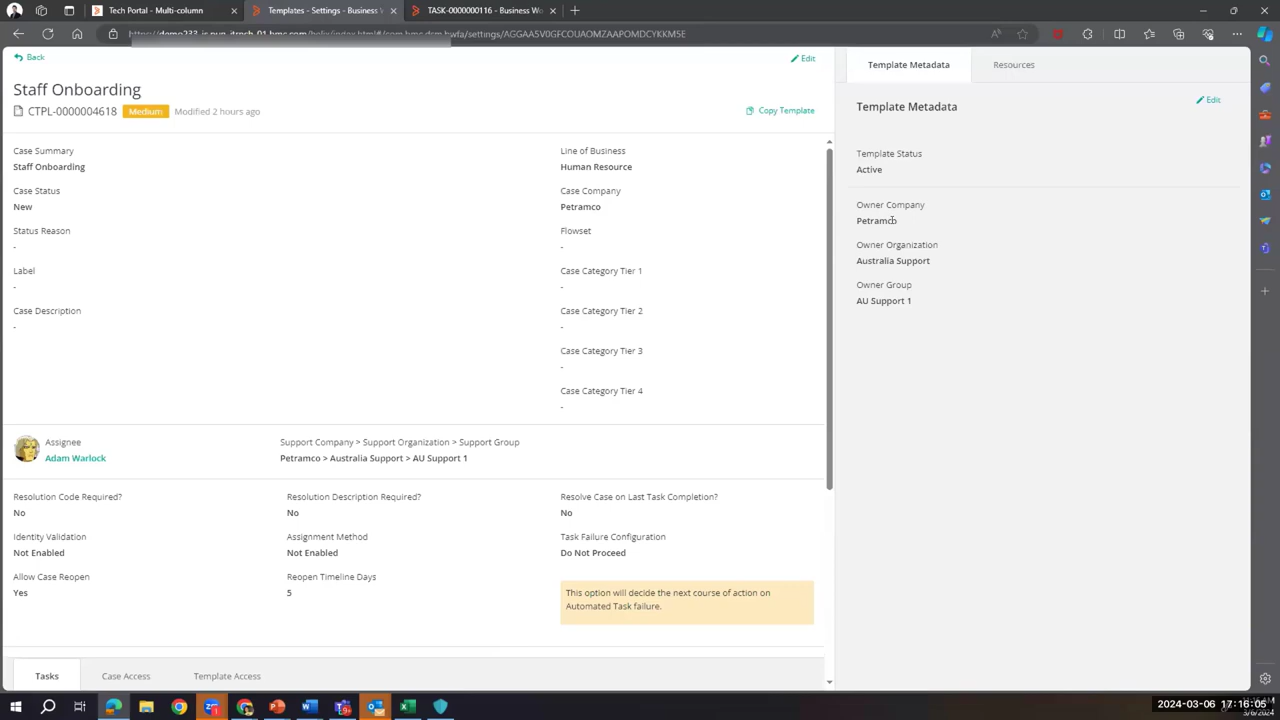 Tech Portal - Multi-column
Templates - Settings - Business
TASK-0000000116 - Business Wo
Back
Edit
Template Metadata
Resources
Staff Onboarding
Template Metadata
Edit
CTPL-0000004618
Medium
Modified 2 hours ago
Copy Template
Case Summary
Staff Onboarding
Line of Business
Human Resource
Template Status
Active
Case Status
New
Case Company
Petramco
Owner Company
Petramco
Status Reason
-
Flowset
-
Owner Organization
Australia Support
Label
-
Case Category Tier 1
-
Owner Group
AU Support 1
Case Description
-
Case Category Tier 2
-
Case Category Tier 3
-
Case Category Tier 4
-
Assignee
Adam Warlock
Support Company > Support Organization > Support Group
Petramco > Australia Support > AU Support 1
Resolution Code Required?
No
Resolution Description Required?
No
Resolve Case on Last Task Completion?
No
Identity Validation
Not Enabled
Assignment Method
Not Enabled
Task Failure Configuration
Do Not Proceed
Allow Case Reopen
Yes
Reopen Timeline Days
5
This option will decide the next course of action on
Automated Task failure.
Tasks
Case Access
Template Access
2024-03-06 17:16:05
3/6/2024